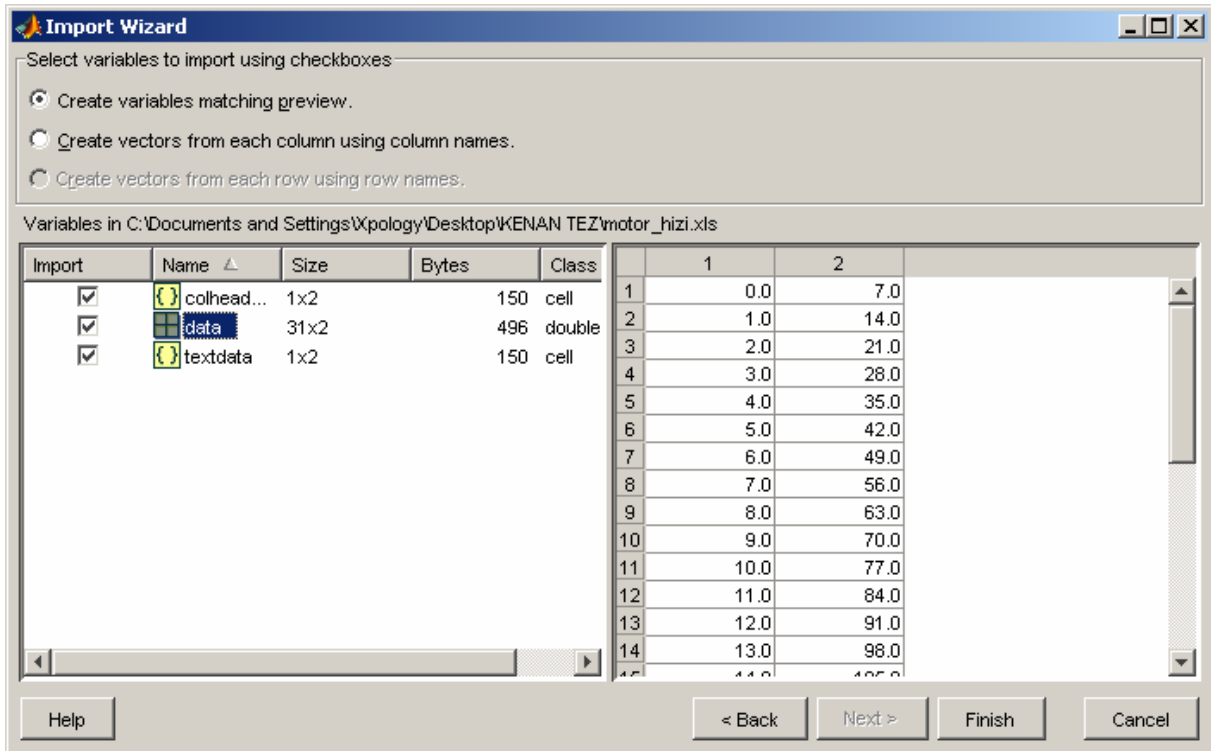 Import Wizard
Select variables to import using checkboxes
Create variables matching preview.
Create vectors from each column using column names.
Create vectors from each row using row names.
Variables in C:\Documents and Settings\Xpology\Desktop\KENAN TEZ\motor_hizi.xls
Import Name Size Bytes Class
colhead... 1x2 150 cell
data 31x2 496 double
textdata 1x2 150 cell
1 2
1 0.0 7.0
2 1.0 14.0
3 2.0 21.0
4 3.0 28.0
5 4.0 35.0
6 5.0 42.0
7 6.0 49.0
8 7.0 56.0
9 8.0 63.0
10 9.0 70.0
11 10.0 77.0
12 11.0 84.0
13 12.0 91.0
14 13.0 98.0
Help < Back Next > Finish Cancel